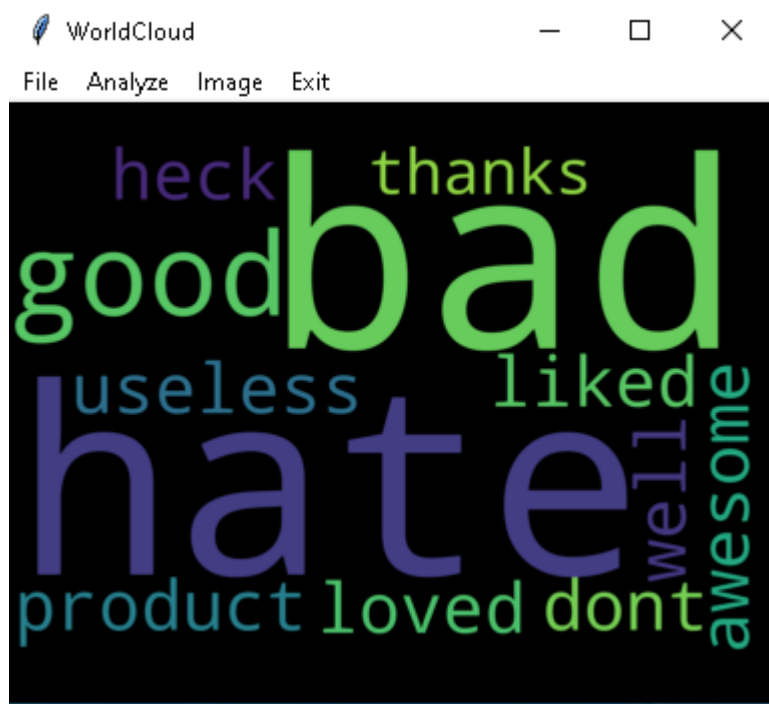 WorldCloud
File Analyze Image Exit
heck
thanks
bad
good
useless
liked
hate
well
awesome
product
loved
dont